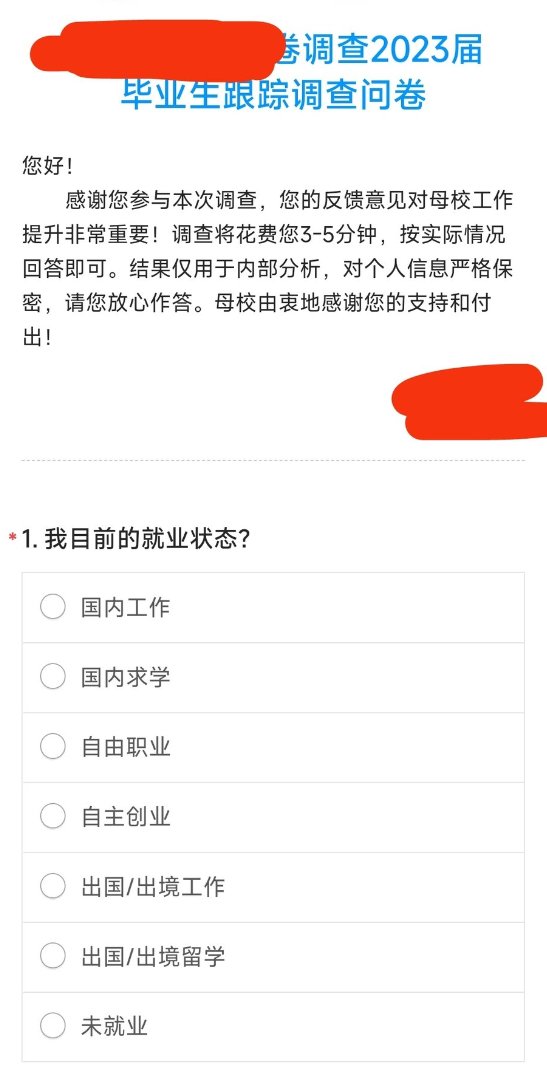 卷调查2023届
毕业生跟踪调查问卷
您好！
感谢您参与本次调查，您的反馈意见对母校工作
提升非常重要！调查将花费您3-5分钟，按实际情况
回答即可。结果仅用于内部分析，对个人信息严格保
密，请您放心作答。母校由衷地感谢您的支持和付
出！
*1. 我目前的就业状态？
国内工作
国内求学
自由职业
自主创业
出国/出境工作
出国/出境留学
未就业